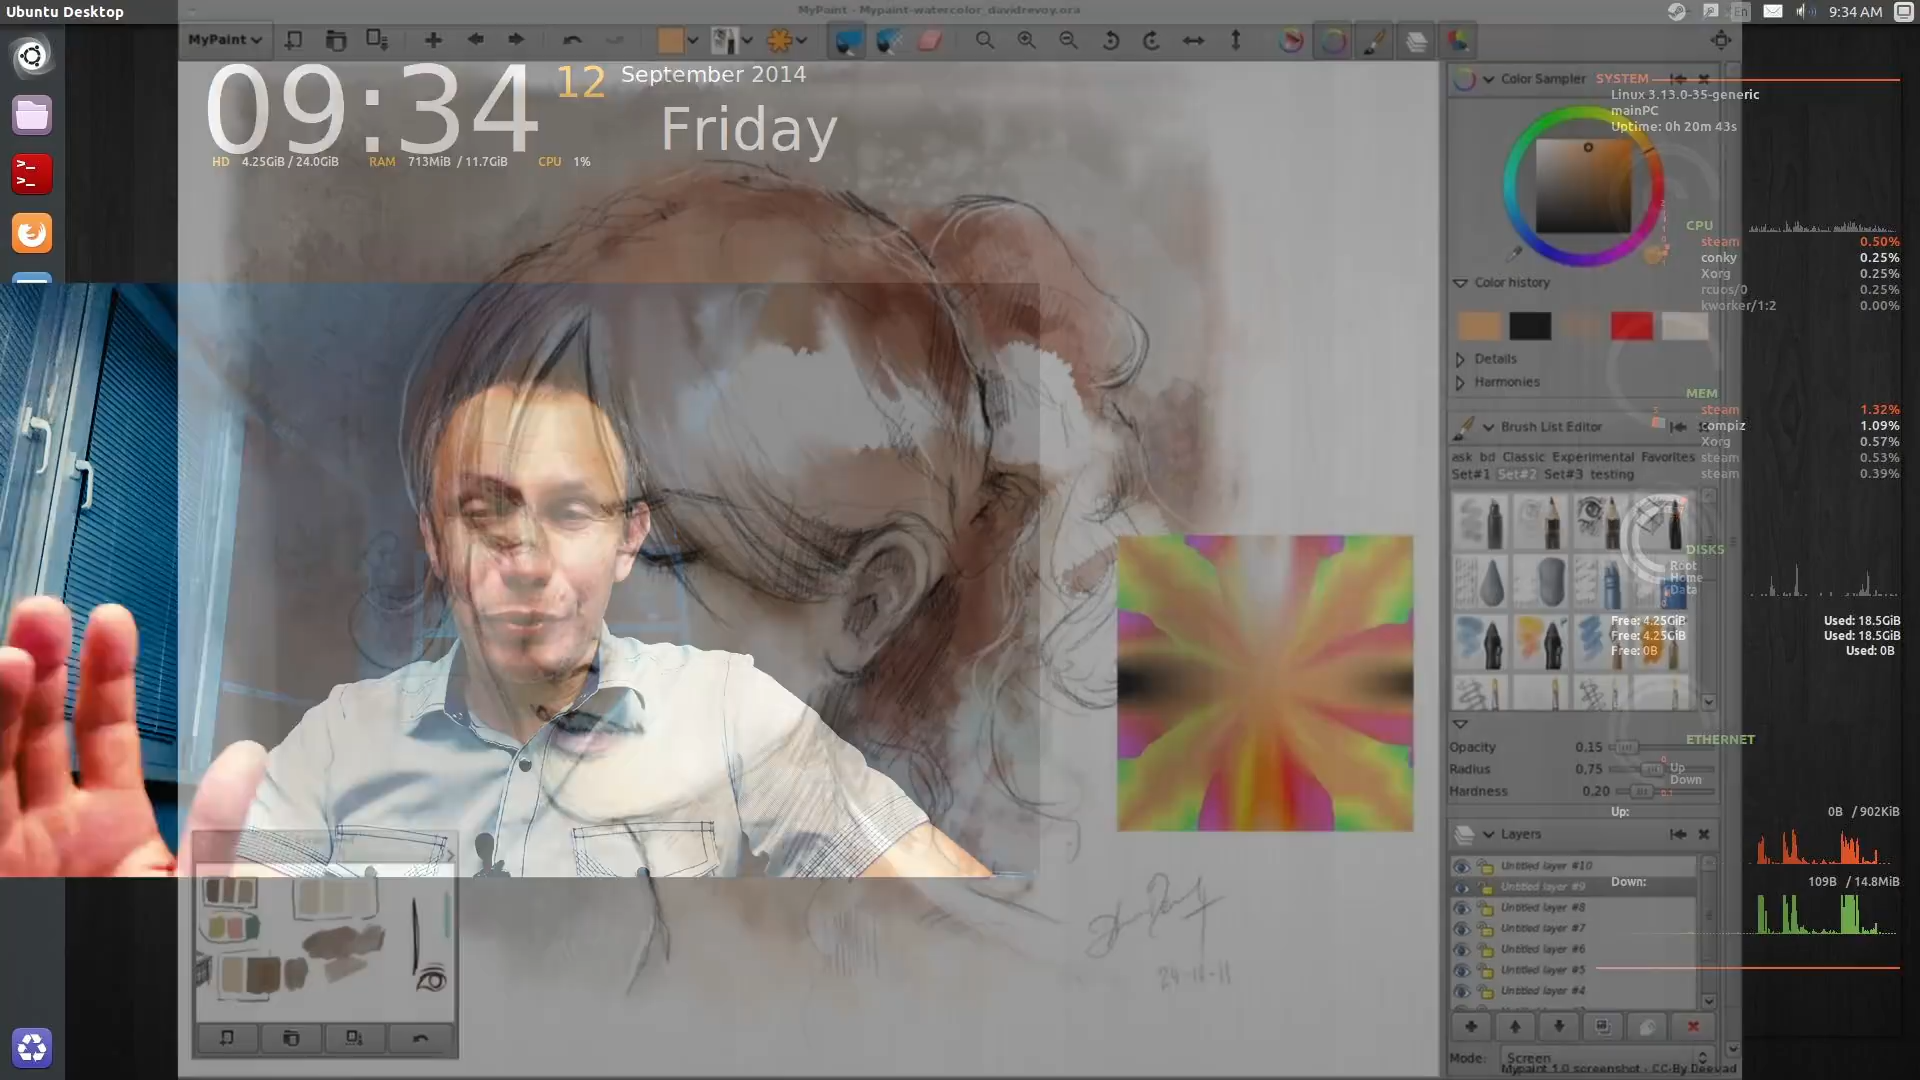 Ubuntu Desktop
MyPaint - Mypaint-watercolor_davidrevoy.ora
En
9:34 AM
MyPaint
09:34
12
September 2014
Friday
HD 4.25GiB / 24.0GiB RAM 713MiB / 11.7GiB CPU 1%
Color Sampler
SYSTEM
Linux 3.13.0-35-generic
mainPC
Uptime: 0h 20m 43s
CPU
steam 0.50%
conky 0.25%
Xorg 0.25%
rcuos/0 0.25%
kworker/1:2 0.00%
Color history
Details
Harmonies
MEM
steam 1.32%
compiz 1.09%
Xorg 0.57%
steam 0.53%
steam 0.39%
Brush List Editor
ask bd Classic Experimental Favorites
Set#1 Set#2 Set#3 testing
DISKS
Root
Home
Data
Free: 4.25GiB Used: 18.5GiB
Free: 4.25GiB Used: 18.5GiB
Free: 0B Used: 0B
Opacity 0.15
Radius 0.75
Hardness 0.20
ETHERNET
Up
Down
Up: 0B / 902KiB
Layers
Untitled layer #10
Down: 109B / 14.8MiB
Untitled layer #9
Untitled layer #8
Untitled layer #7
Untitled layer #6
Untitled layer #5
Untitled layer #4
Mode: Screen
Mypaint 1.0 screenshot - CC-By Deevad